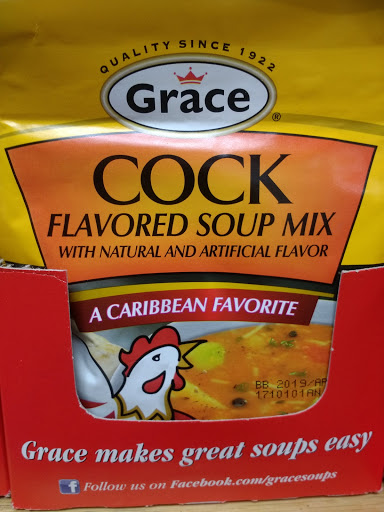 QUALITY SINCE 1922
Grace
®
COCK
FLAVORED SOUP MIX
WITH NATURAL AND ARTIFICIAL FLAVOR
A CARIBBEAN FAVORITE
BB 2019/AP
1710101AN
Grace makes great soups easy
f Follow us on Facebook.com/gracesoups